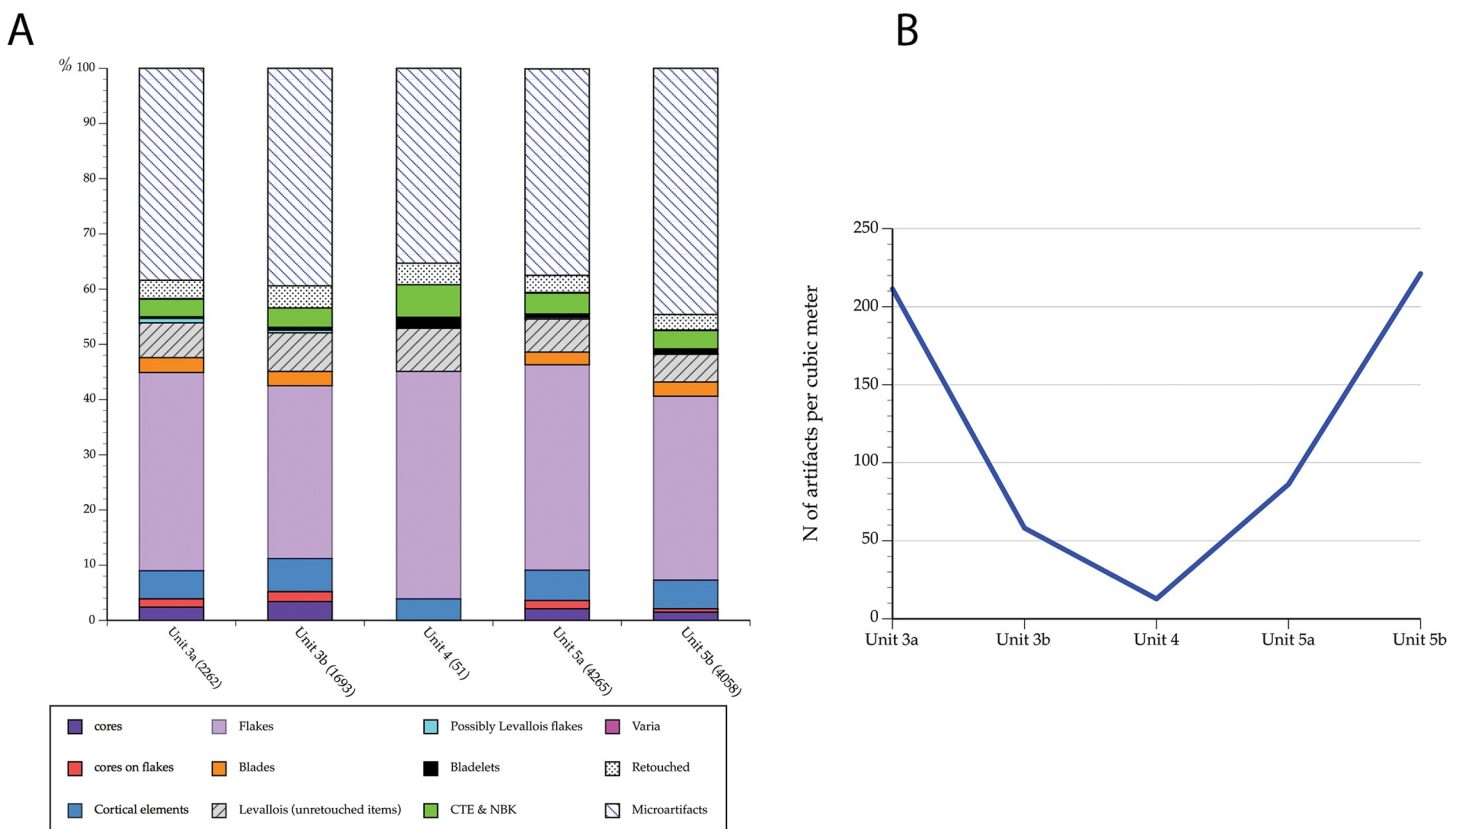 A
B
% 100
90
80
70
60
50
40
30
20
10
0
Unit 3a (2262)
Unit 3b (1693)
Unit 4 (51)
Unit 5a (4265)
Unit 5b (4058)
cores
Flakes
Possibly Levallois flakes
Varia
cores on flakes
Blades
Bladelets
Retouched
Cortical elements
Levallois (unretouched items)
CTE & NBK
Microartifacts
N of artifacts per cubic meter
250
200
150
100
50
0
Unit 3a
Unit 3b
Unit 4
Unit 5a
Unit 5b